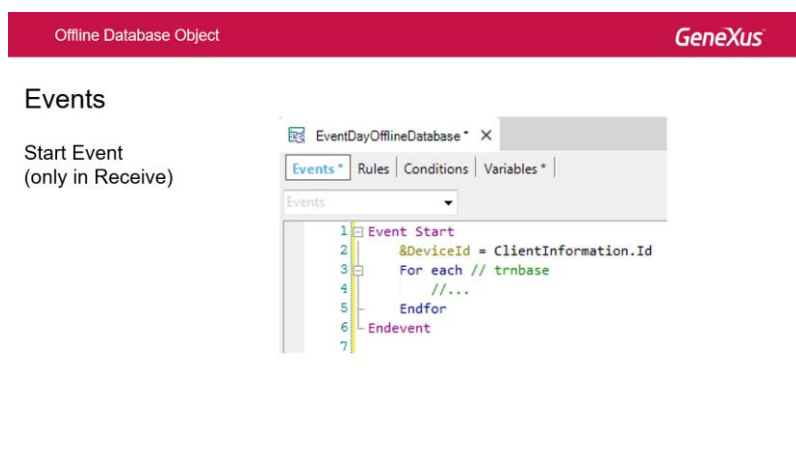 Offline Database Object
GeneXus
Events
Start Event
(only in Receive)
EventDayOfflineDatabase * X
Events * Rules Conditions Variables *
Events
1 Event Start
2 &DeviceId = ClientInformation.Id
3 For each // trnbase
4 //...
5 Endfor
6 Endevent
7